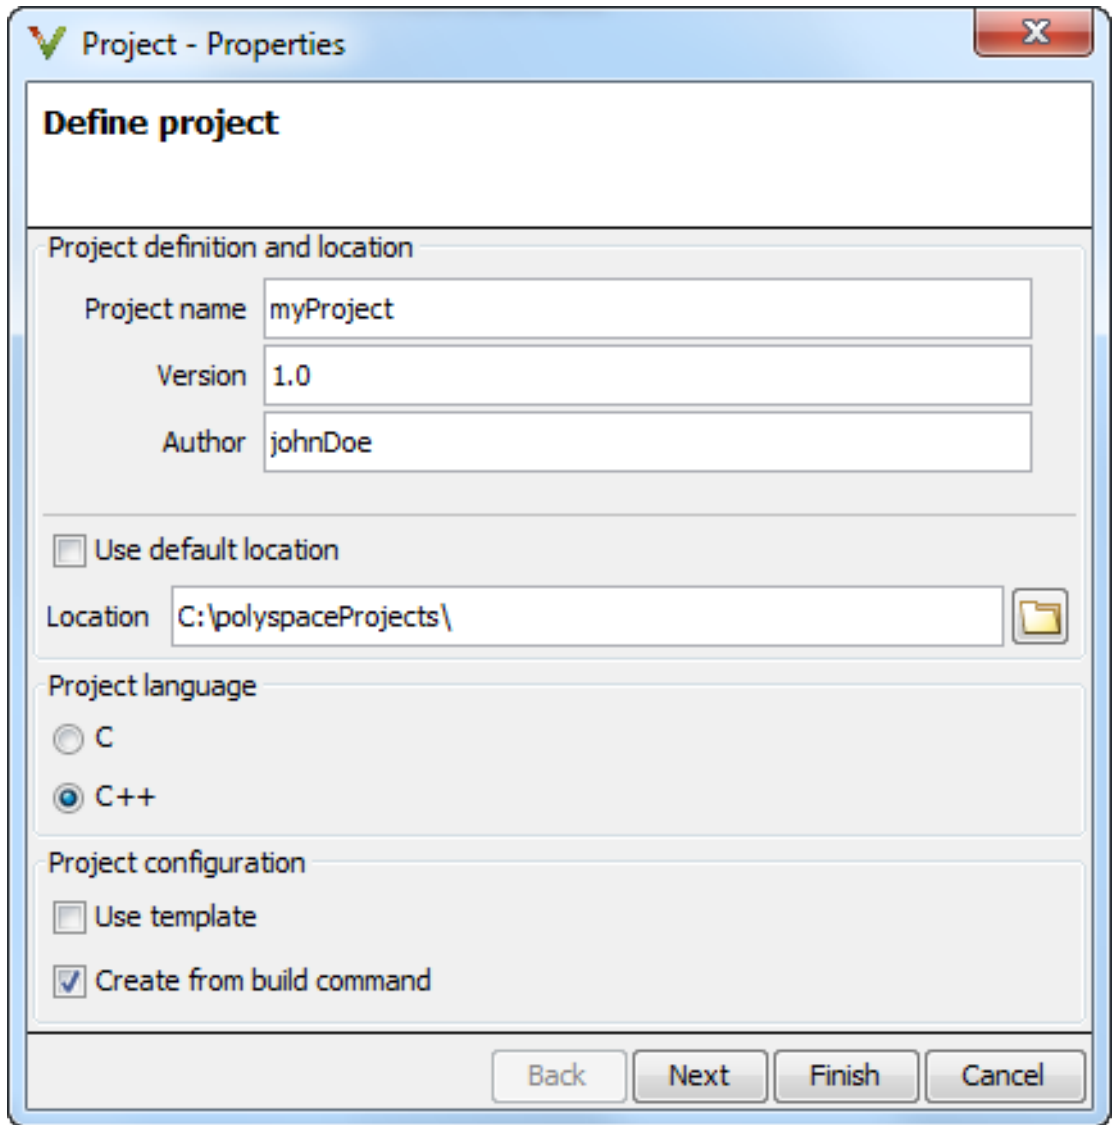 Project - Properties
Define project
Project definition and location
Project name myProject
Version 1.0
Author johnDoe
Use default location
Location C:\polyspaceProjects\
Project language
C
C++
Project configuration
Use template
Create from build command
Back Next Finish Cancel